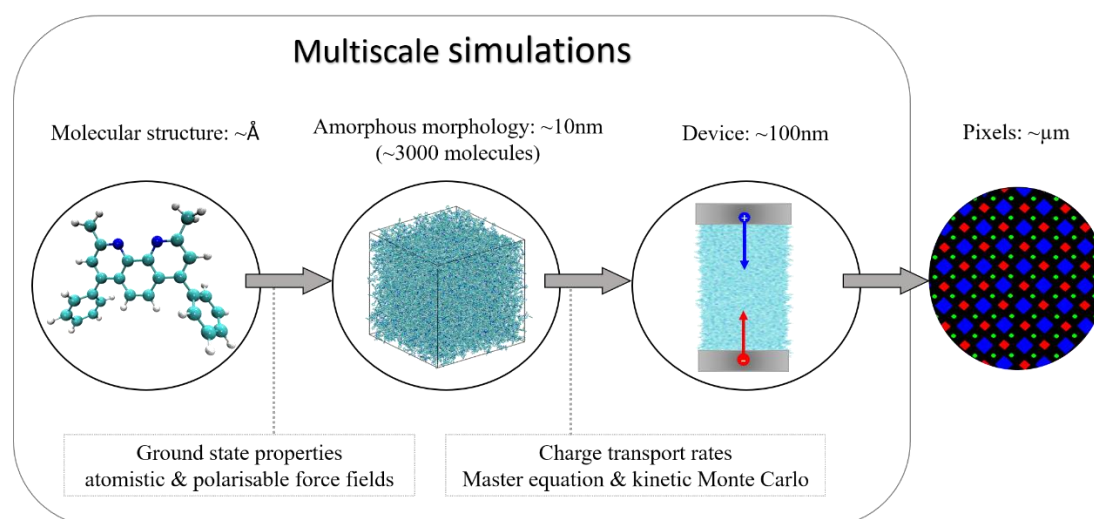 Multiscale simulations
Molecular structure: ~Å
Amorphous morphology: ~10nm
(~3000 molecules)
Device: ~100nm
Pixels: ~µm
+
-
Ground state properties
atomistic & polarisable force fields
Charge transport rates
Master equation & kinetic Monte Carlo